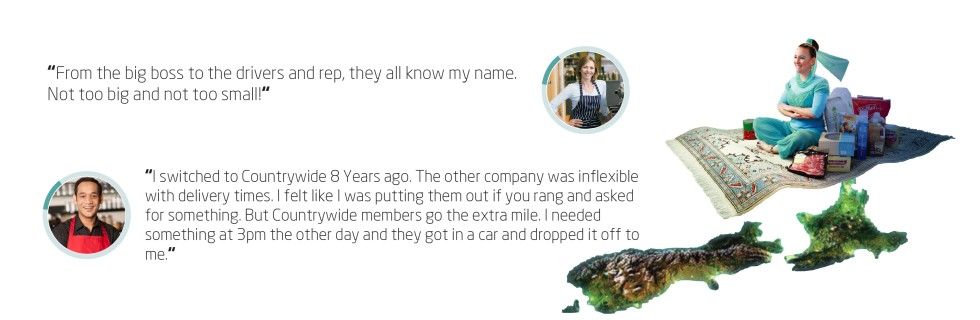 “From the big boss to the drivers and rep, they all know my name.
Not too big and not too small!“
“I switched to Countrywide 8 Years ago. The other company was inflexible
with delivery times. I felt like I was putting them out if you rang and asked
for something. But Countrywide members go the extra mile. I needed
something at 3pm the other day and they got in a car and dropped it off to
me.“